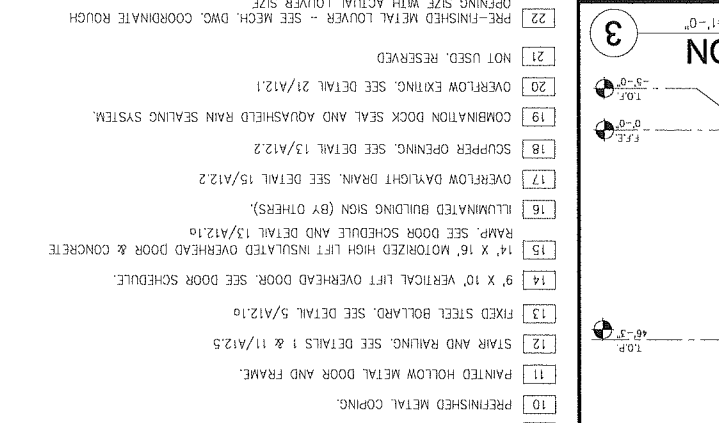 10 PREFINISHED METAL COPING.
11 PAINTED HOLLOW METAL DOOR AND FRAME.
12 STAIR AND RAILING. SEE DETAILS 1 & 11/A12.5
13 FIXED STEEL BOLLARD. SEE DETAIL 5/A12.1a
14 9' X 10' VERTICAL LIFT OVERHEAD DOOR. SEE DOOR SCHEDULE.
15 14' X 16' MOTORIZED HIGH LIFT INSULATED OVERHEAD DOOR & CONCRETE
RAMP. SEE DOOR SCHEDULE AND DETAIL 13/A12.1a
16 ILLUMINATED BUILDING SIGN (BY OTHERS).
17 OVERFLOW DAYLIGHT DRAIN. SEE DETAIL 15/A12.2
18 SCUPPER OPENING. SEE DETAIL 13/A12.2
19 COMBINATION DOCK SEAL AND AQUASHIELD RAIN SEALING SYSTEM.
20 OVERFLOW EXITING. SEE DETAIL 21/A12.1
21 NOT USED. RESERVED
22 PRE-FINISHED METAL LOUVER - SEE MECH. DWG. COORDINATE ROUGH
OPENING SIZE WITH ACTUAL LOUVER SIZE
T.O.P.
46'-3"
F.F.E.
0'-0"
T.O.F.
-5'-0"
ON
3
=1'-0"